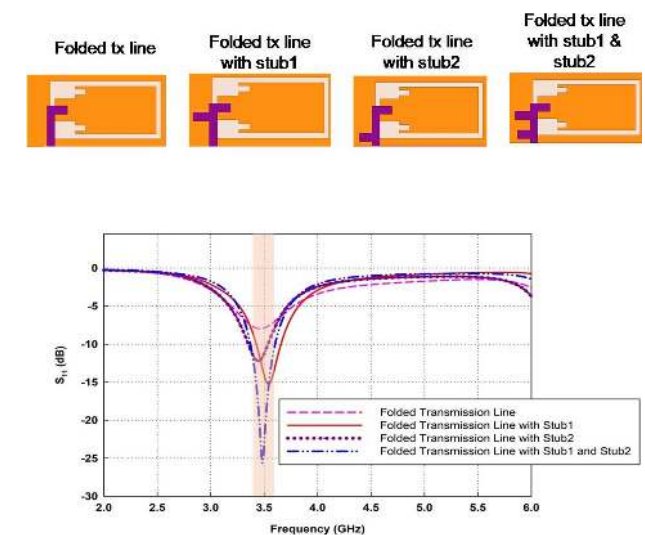 Folded tx line
Folded tx line
with stub1
Folded tx line
with stub2
Folded tx line
with stub1 &
stub2
0
-5
-10
-15
-20
-25
-30
S11 (dB)
2.0 2.5 3.0 3.5 4.0 4.5 5.0 5.5 6.0
Frequency (GHz)
Folded Transmission Line
Folded Transmission Line with Stub1
Folded Transmission Line with Stub2
Folded Transmission Line with Stub1 and Stub2